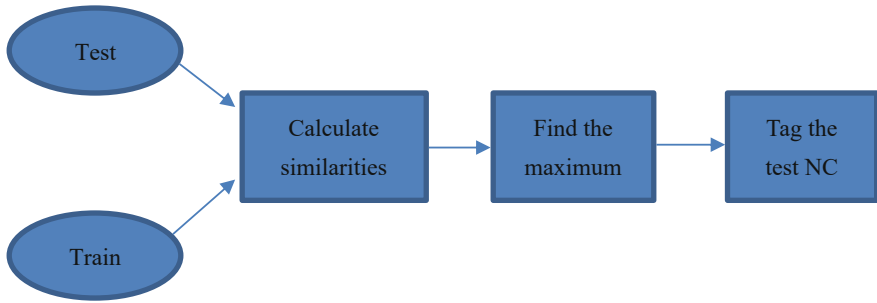 Test
Calculate
similarities
Find the
maximum
Tag the
test NC
Train